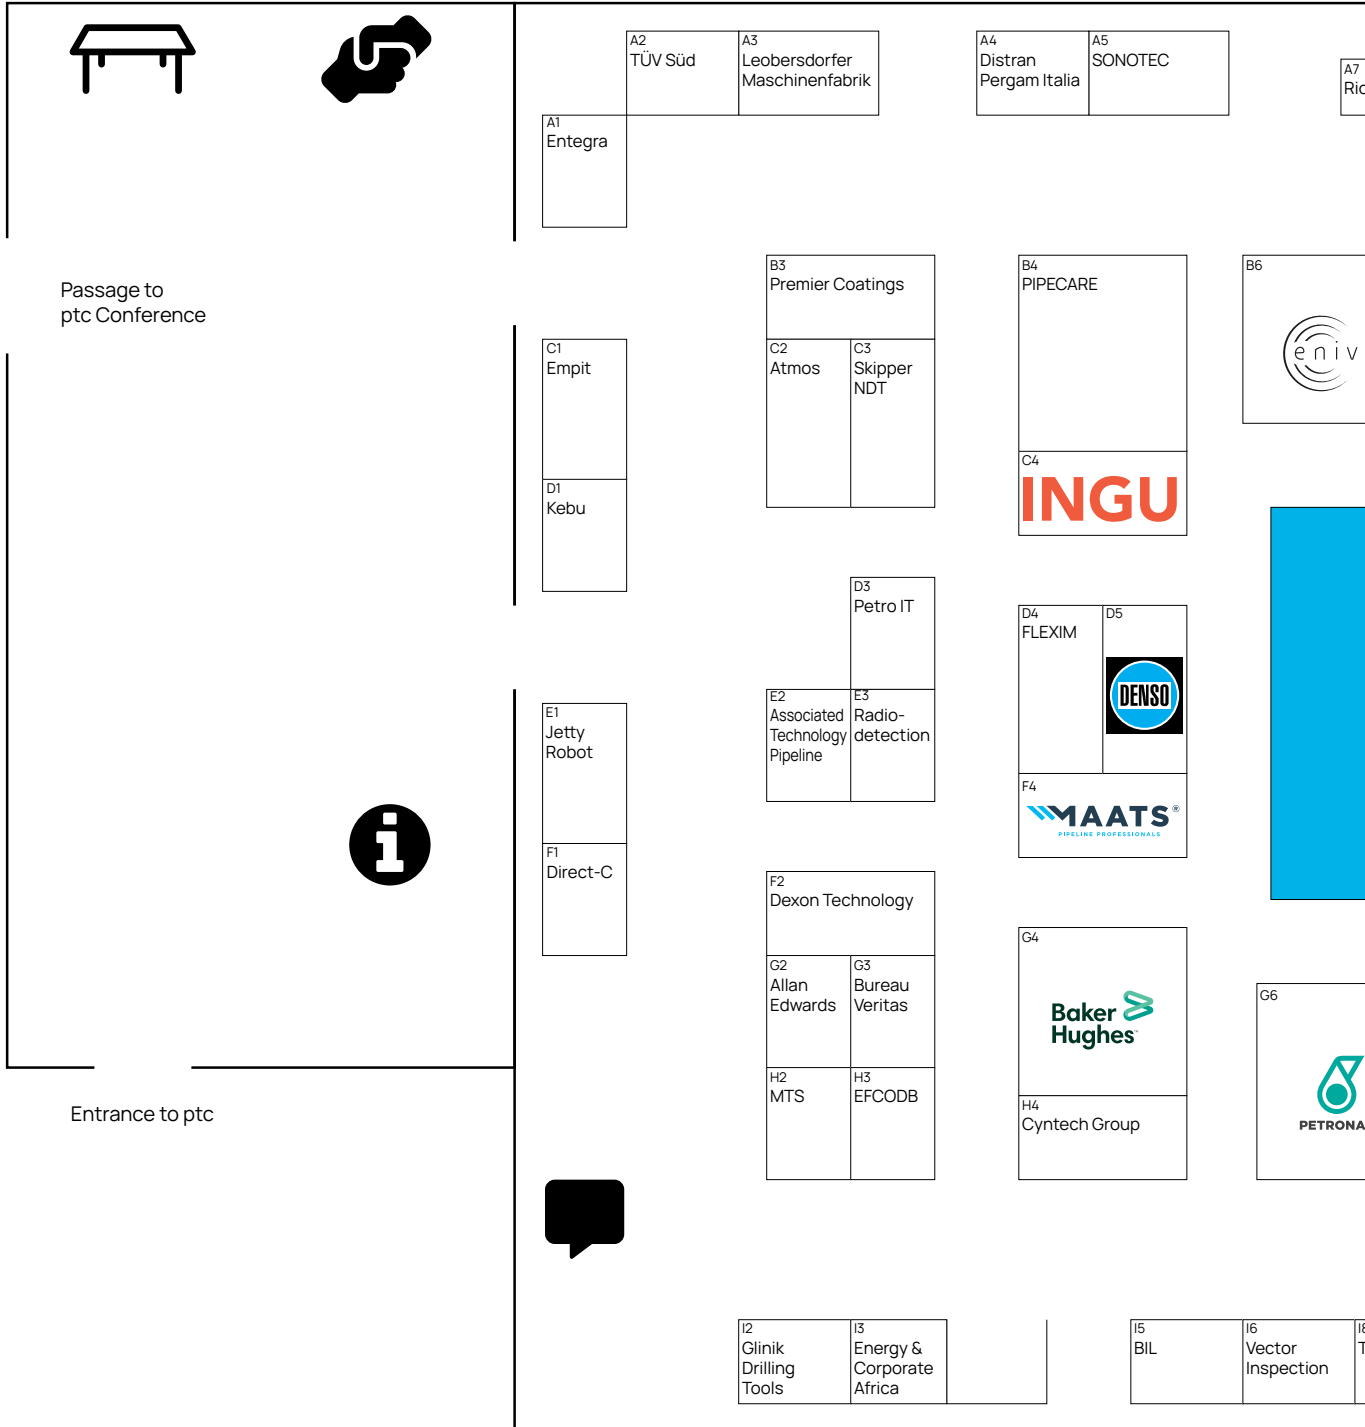 A2
TÜV Süd
A3
Leobersdorfer
Maschinenfabrik
A4
Distran
Pergam Italia
A5
SONOTEC
A7
A1
Entegra
Passage to
ptc Conference
B3
Premier Coatings
B4
PIPECARE
B6
eniv
C1
Empit
C2
Atmos
C3
Skipper
NDT
C4
INGU
D1
Kebu
D3
Petro IT
D4
FLEXIM
D5
DENSO
E1
Jetty
Robot
E2
Associated
Technology
Pipeline
E3
Radio-
detection
F4
MAATS®
PIPELINE PROFESSIONALS
F1
Direct-C
F2
Dexon Technology
G2
Allan
Edwards
G3
Bureau
Veritas
G4
Baker
Hughes
G6
PETRONA
H2
MTS
H3
EFCODB
H4
Cyntech Group
Entrance to ptc
I2
Glinik
Drilling
Tools
I3
Energy &
Corporate
Africa
I5
BIL
I6
Vector
Inspection